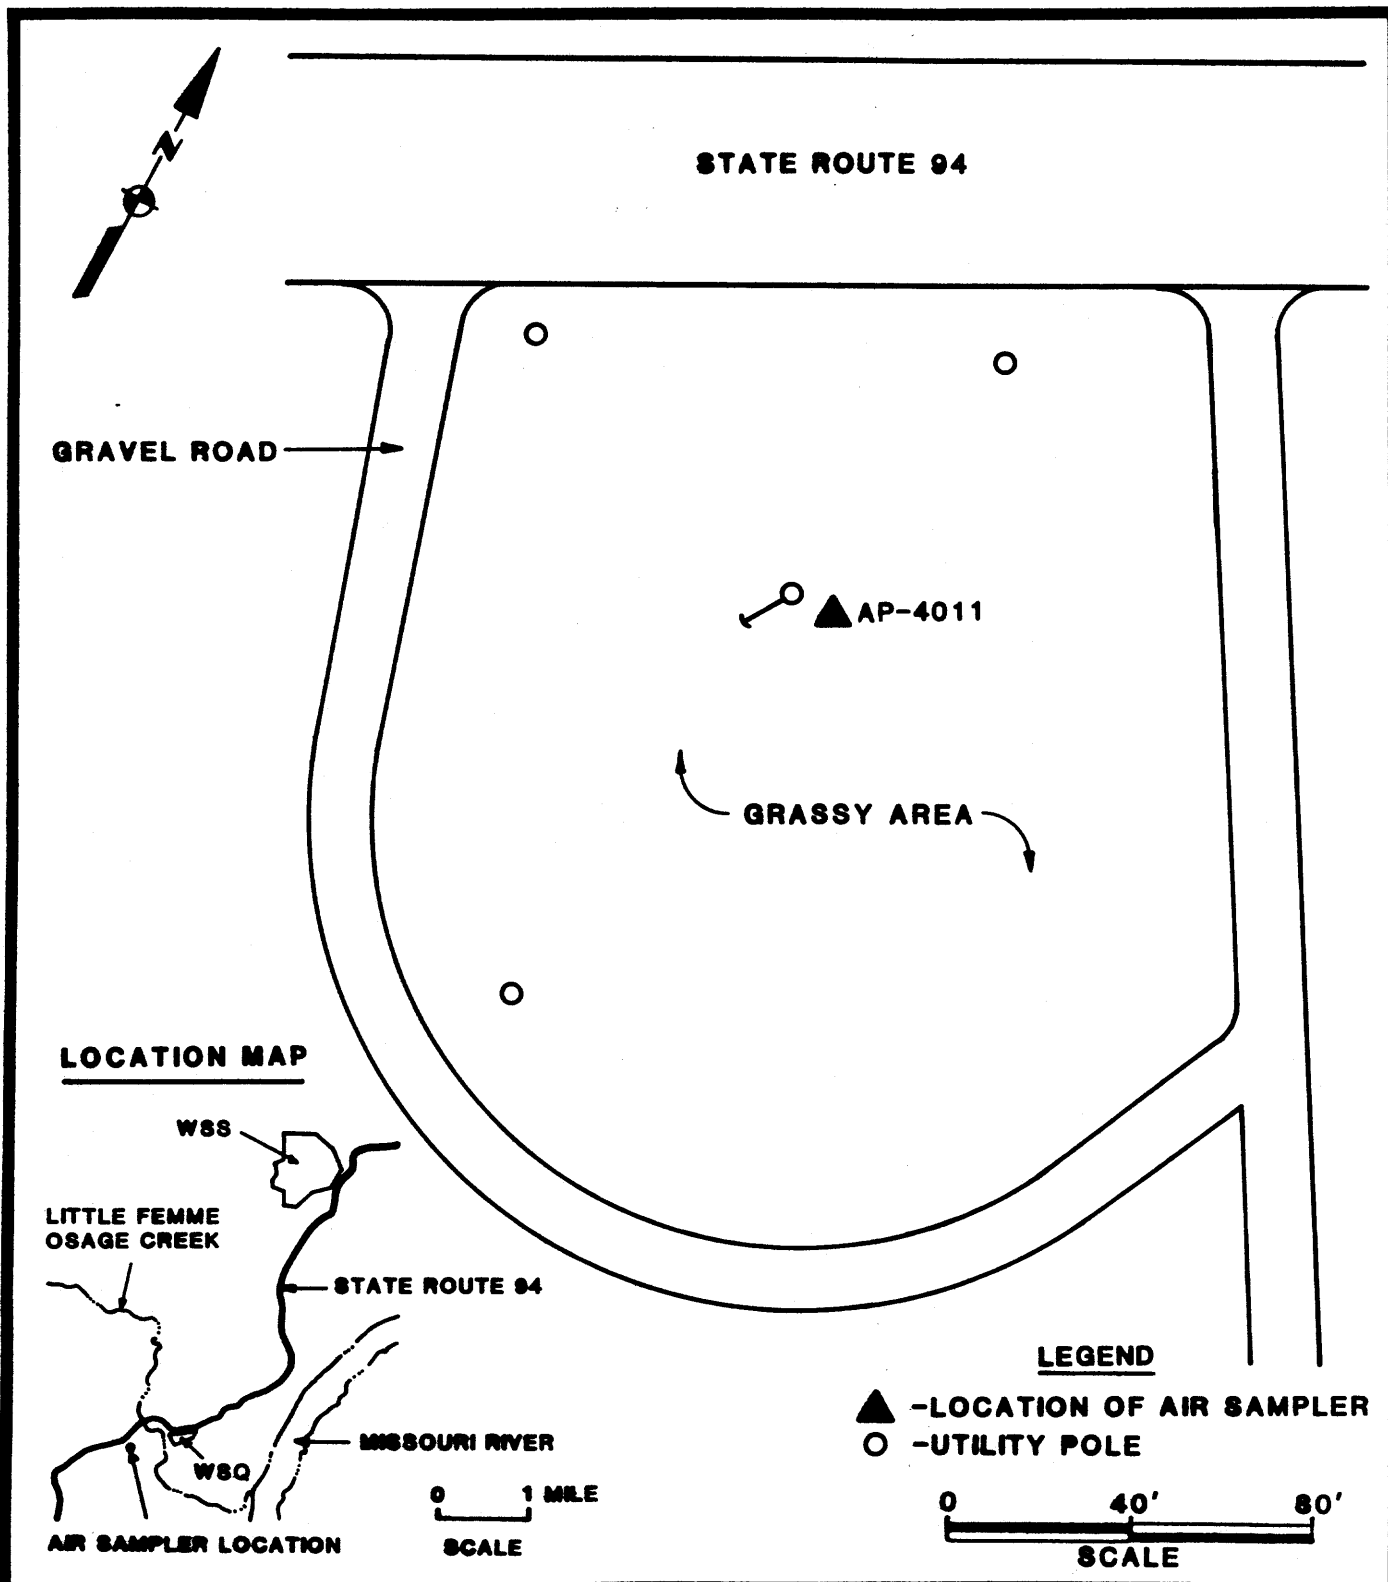 N
STATE ROUTE 94
GRAVEL ROAD
AP-4011
GRASSY AREA
LOCATION MAP
WSS
LITTLE FEMME
OSAGE CREEK
STATE ROUTE 94
MISSOURI RIVER
WSQ
AIR SAMPLER LOCATION
0 1 MILE
SCALE
LEGEND
-LOCATION OF AIR SAMPLER
-UTILITY POLE
0 40' 80'
SCALE